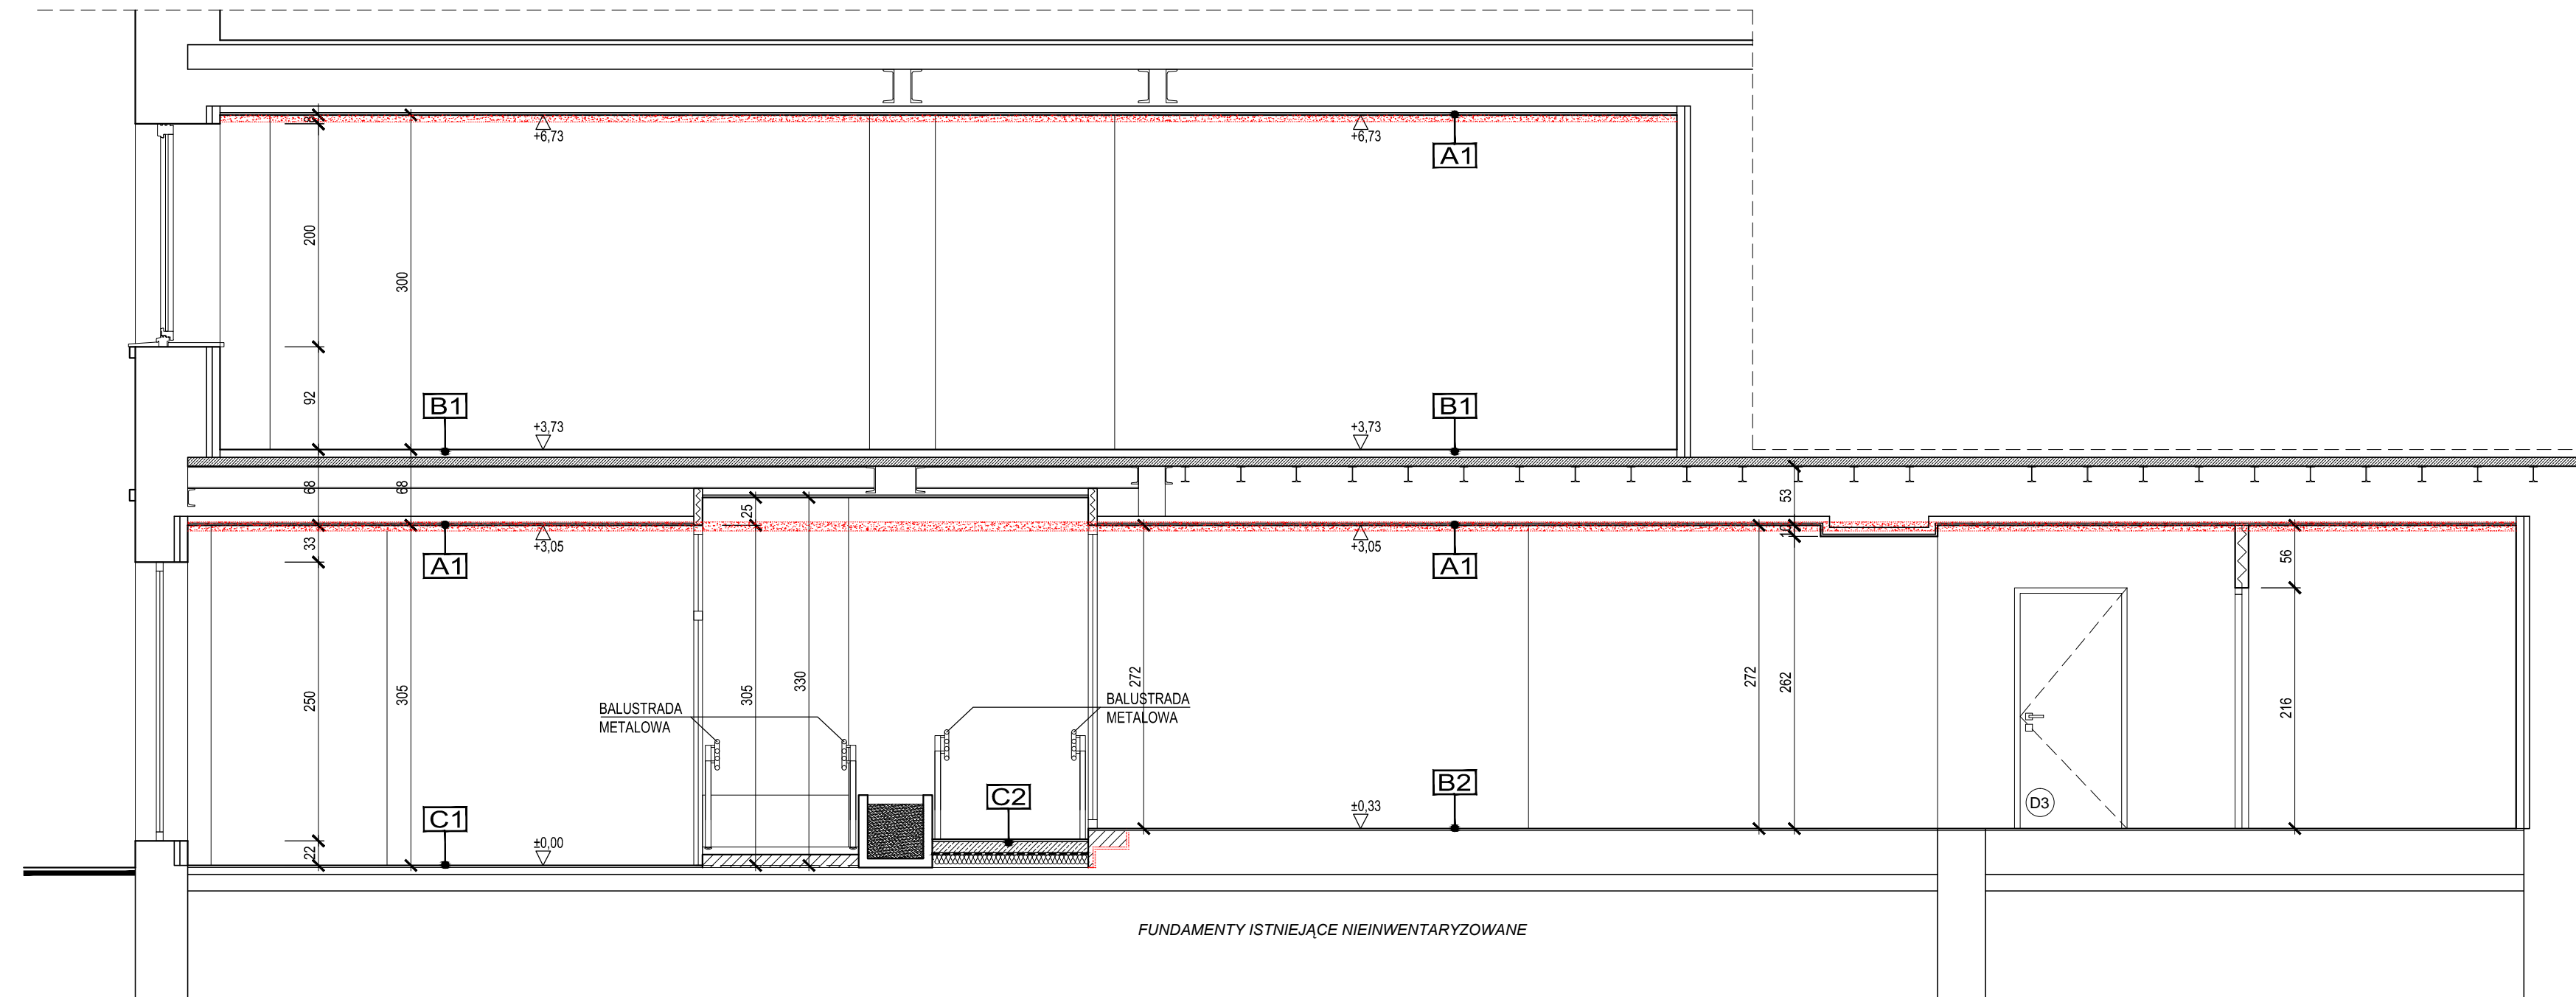 8
+6,73
+6,73
A1
200
300
92
B1
B1
+3,73
+3,73
68
68
53
25
10
33
+3,05
+3,05
A1
A1
56
250
305
305
330
272
272
262
216
BALUSTRADA
METALOWA
BALUSTRADA
METALOWA
C2
B2
C1
±0,33
D3
±0,00
22
FUNDAMENTY ISTNIEJĄCE NIEINWENTARYZOWANE